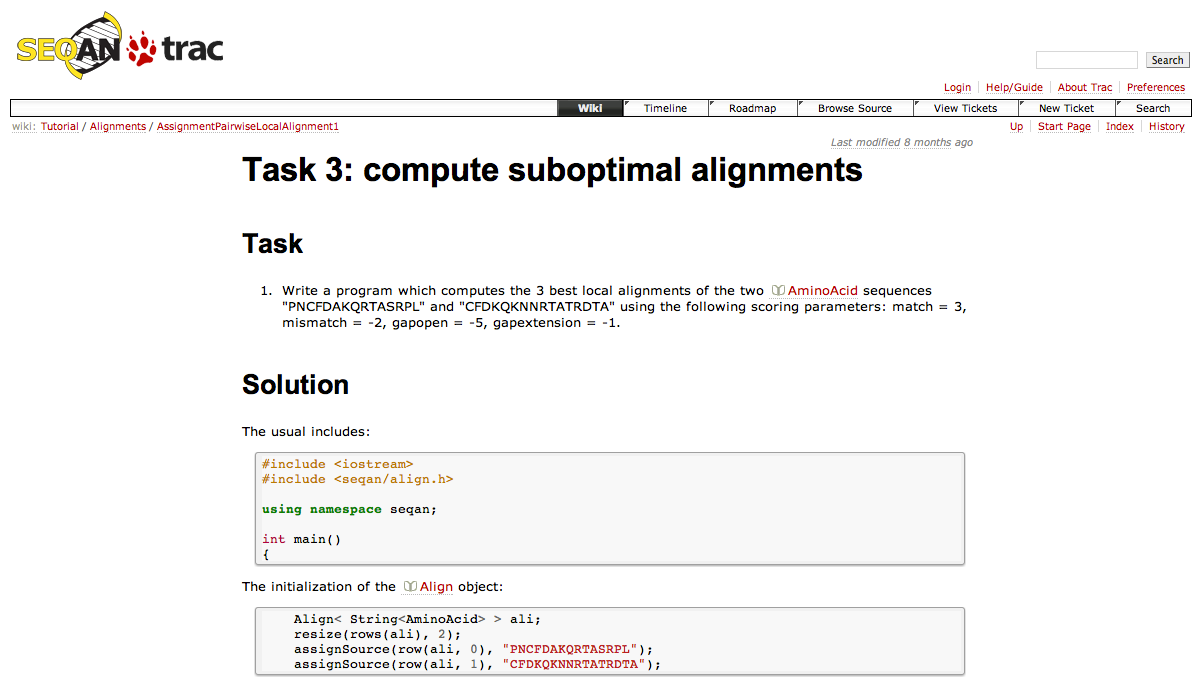 SEQAN trac
Search
Login Help/Guide About Trac Preferences
Wiki Timeline Roadmap Browse Source View Tickets New Ticket Search
wiki: Tutorial / Alignments / AssignmentPairwiseLocalAlignment1
Up Start Page Index History
Last modified 8 months ago
Task 3: compute suboptimal alignments
Task
1. Write a program which computes the 3 best local alignments of the two AminoAcid sequences
"PNCFDAKQRTASRPL" and "CFDKQKNNRTATRDTA" using the following scoring parameters: match = 3,
mismatch = -2, gapopen = -5, gapextension = -1.
Solution
The usual includes:
#include <iostream>
#include <seqan/align.h>
using namespace seqan;
int main()
{
The initialization of the Align object:
Align< String<AminoAcid> > ali;
resize(rows(ali), 2);
assignSource(row(ali, 0), "PNCFDAKQRTASRPL");
assignSource(row(ali, 1), "CFDKQKNNRTATRDTA");